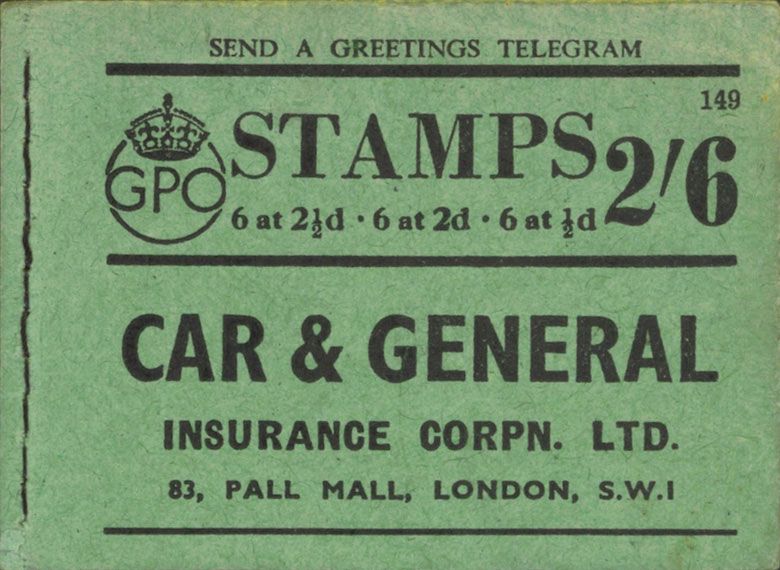 SEND A GREETINGS TELEGRAM
149
GPO
STAMPS 2/6
6 at 2½d · 6 at 2d · 6 at ½d
CAR & GENERAL
INSURANCE CORPN. LTD.
83, PALL MALL, LONDON, S.W.1